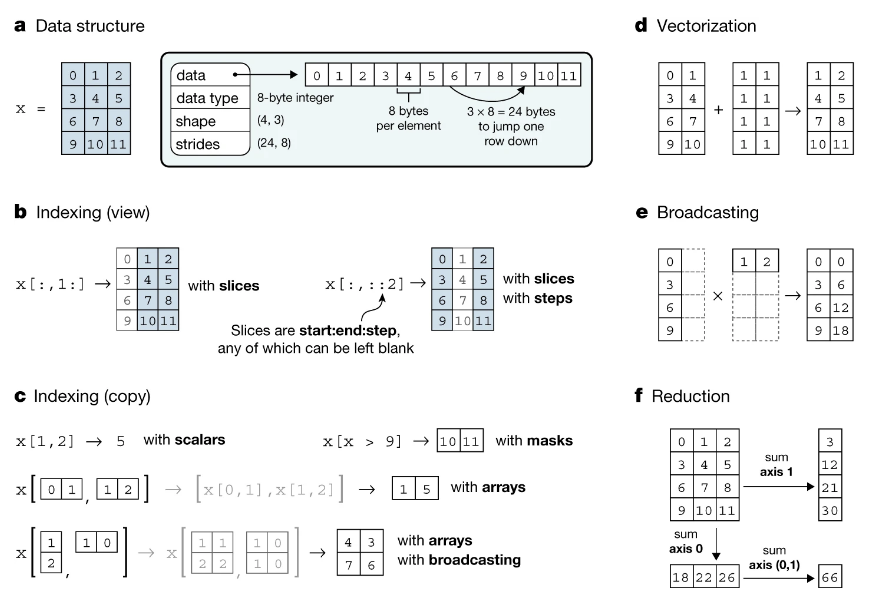 a Data structure
x =
0 1 2
3 4 5
6 7 8
9 10 11
data
data type
shape
strides
8-byte integer
(4, 3)
(24, 8)
0 1 2 3 4 5 6 7 8 9 10 11
8 bytes
per element
3 × 8 = 24 bytes
to jump one
row down
b Indexing (view)
x[:,1:] →
0 1 2
3 4 5
6 7 8
9 10 11
with slices
x[:,::2] →
0 1 2
3 4 5
6 7 8
9 10 11
with slices
with steps
Slices are start:end:step,
any of which can be left blank
c Indexing (copy)
x[1,2] → 5 with scalars
x[x > 9] → 10 11 with masks
x[ 0 1 , 1 2 ] → [x[0,1],x[1,2]] → 1 5 with arrays
x[ 1 , 1 0 ] → x[ 1 1 , 1 0 ] → 4 3 with arrays
2 2 2 1 0 7 6 with broadcasting
d Vectorization
0 1 1 1 1 2
3 4 1 1 4 5
6 7 + 1 1 → 7 8
9 10 1 1 10 11
e Broadcasting
0 1 2 0 0
3 3 6
6 × → 6 12
9 9 18
f Reduction
0 1 2
3 4 5
6 7 8
9 10 11
sum
axis 1
3
12
21
30
sum
axis 0
18 22 26
sum
axis (0,1)
66